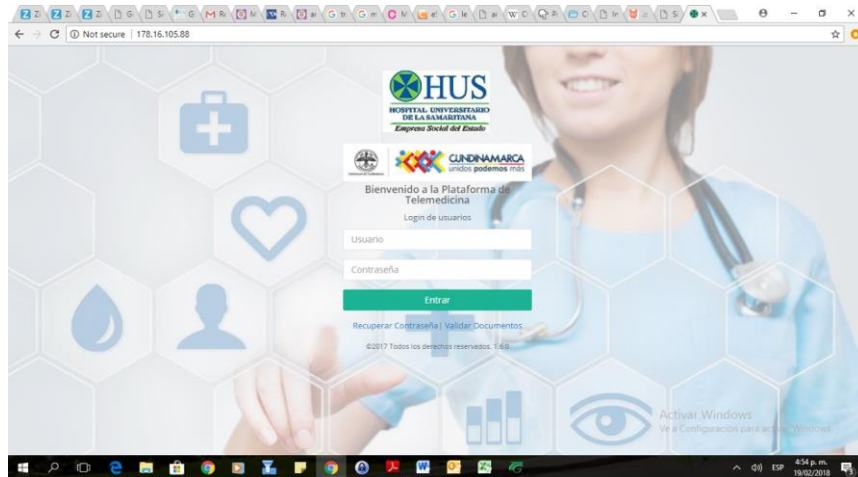 Not secure | 178.16.105.88
HUS
HOSPITAL UNIVERSITARIO
DE LA SAMARITANA
Empresa Social del Estado
CUNDINAMARCA
unidos podemos más
Bienvenido a la Plataforma de
Telemedicina
Login de usuarios
Usuario
Contraseña
Entrar
Recuperar Contraseña| Validar Documentos
©2017 Todos los derechos reservados. 1.6.0
Activar Windows
Ve a Configuración para activar Windows.
ESP
4:54 p. m.
19/02/2018